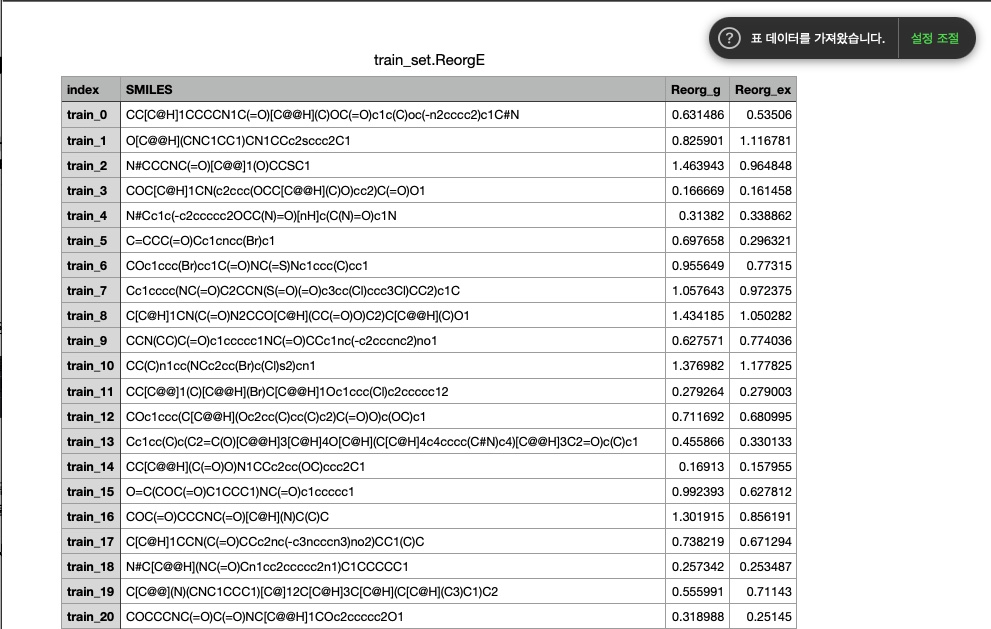 표 데이터를 가져왔습니다. 설정 조절
train_set.ReorgE
index SMILES Reorg_g Reorg_ex
train_0 CC[C@H]1CCCCN1C(=O)[C@@H](C)OC(=O)c1c(C)oc(-n2cccc2)c1C#N 0.631486 0.53506
train_1 O[C@@H](CNC1CC1)CN1CCc2sccc2C1 0.825901 1.116781
train_2 N#CCCNC(=O)[C@@]1(O)CCSC1 1.463943 0.964848
train_3 COC[C@H]1CN(c2ccc(OCC[C@@H](C)O)cc2)C(=O)O1 0.166669 0.161458
train_4 N#Cc1c(-c2ccccc2OCC(N)=O)[nH]c(C(N)=O)c1N 0.31382 0.338862
train_5 C=CCC(=O)Cc1cncc(Br)c1 0.697658 0.296321
train_6 COc1ccc(Br)cc1C(=O)NC(=S)Nc1ccc(C)cc1 0.955649 0.77315
train_7 Cc1cccc(NC(=O)C2CCN(S(=O)(=O)c3cc(Cl)ccc3Cl)CC2)c1C 1.057643 0.972375
train_8 C[C@H]1CN(C(=O)N2CCO[C@H](CC(=O)O)C2)C[C@@H](C)O1 1.434185 1.050282
train_9 CCN(CC)C(=O)c1ccccc1NC(=O)CCc1nc(-c2cccnc2)no1 0.627571 0.774036
train_10 CC(C)n1cc(NCc2cc(Br)c(Cl)s2)cn1 1.376982 1.177825
train_11 CC[C@@]1(C)[C@@H](Br)C[C@@H]1Oc1ccc(Cl)c2ccccc12 0.279264 0.279003
train_12 COc1ccc(C[C@@H](Oc2cc(C)cc(C)c2)C(=O)O)c(OC)c1 0.711692 0.680995
train_13 Cc1cc(C)c(C2=C(O)[C@@H]3[C@H]4O[C@H](C[C@H]4c4cccc(C#N)c4)[C@@H]3C2=O)c(C)c1 0.455866 0.330133
train_14 CC[C@@H](C(=O)O)N1CCc2cc(OC)ccc2C1 0.16913 0.157955
train_15 O=C(COC(=O)C1CCC1)NC(=O)c1ccccc1 0.992393 0.627812
train_16 COC(=O)CCCNC(=O)[C@H](N)C(C)C 1.301915 0.856191
train_17 C[C@H]1CCN(C(=O)CCc2nc(-c3ncccn3)no2)CC1(C)C 0.738219 0.671294
train_18 N#C[C@@H](NC(=O)Cn1cc2ccccc2n1)C1CCCCC1 0.257342 0.253487
train_19 C[C@@](N)(CNC1CCC1)[C@]12C[C@H]3C[C@H](C[C@H](C3)C1)C2 0.555991 0.71143
train_20 COCCCNC(=O)C(=O)NC[C@@H]1COc2ccccc2O1 0.318988 0.25145